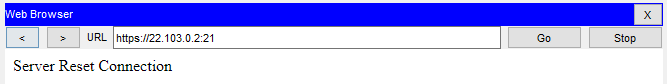 Web Browser X
< > URL https://22.103.0.2:21 Go Stop
Server Reset Connection